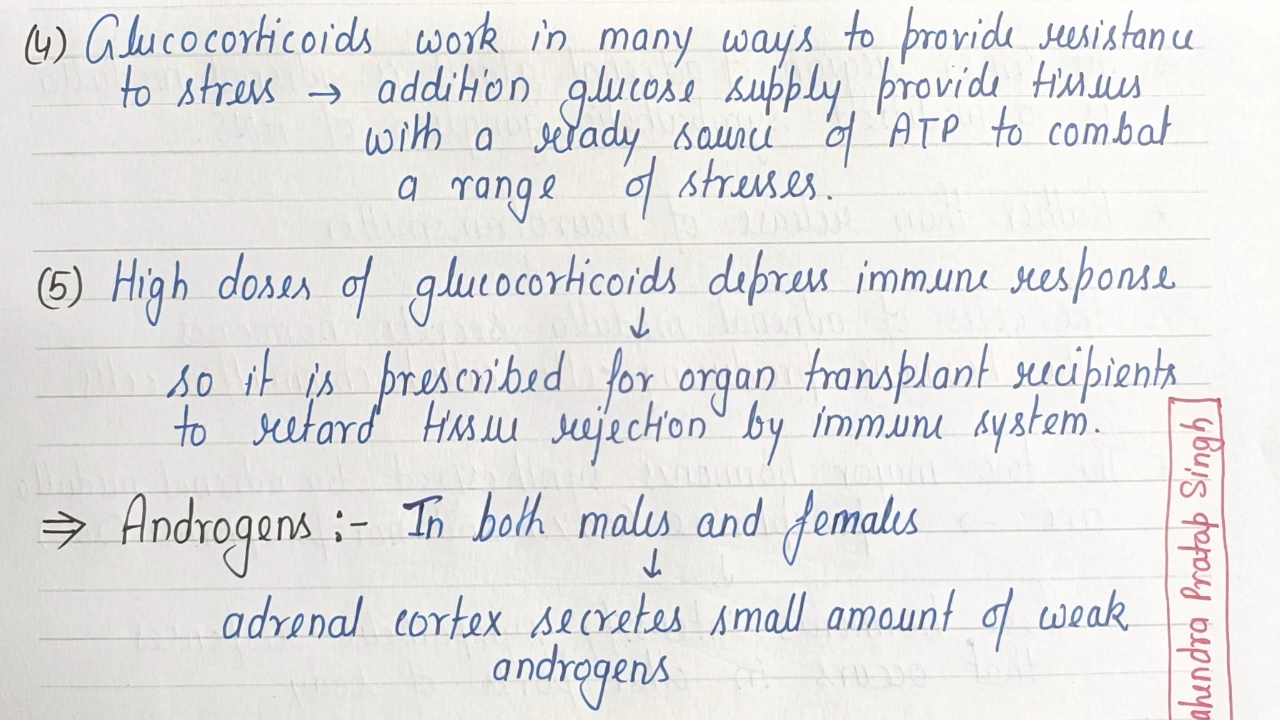 (4) Glucocorticoids work in many ways to provide resistance
to stress → addition glucose supply provide tissues
with a ready source of ATP to combat
a range of stresses.
(5) High doses of glucocorticoids depress immune response
↓
so it is prescribed for organ transplant recipients
to retard tissue rejection by immune system.
⇒ Androgens :- In both males and females
↓
adrenal cortex secretes small amount of weak
androgens
ahendra Pratap Singh